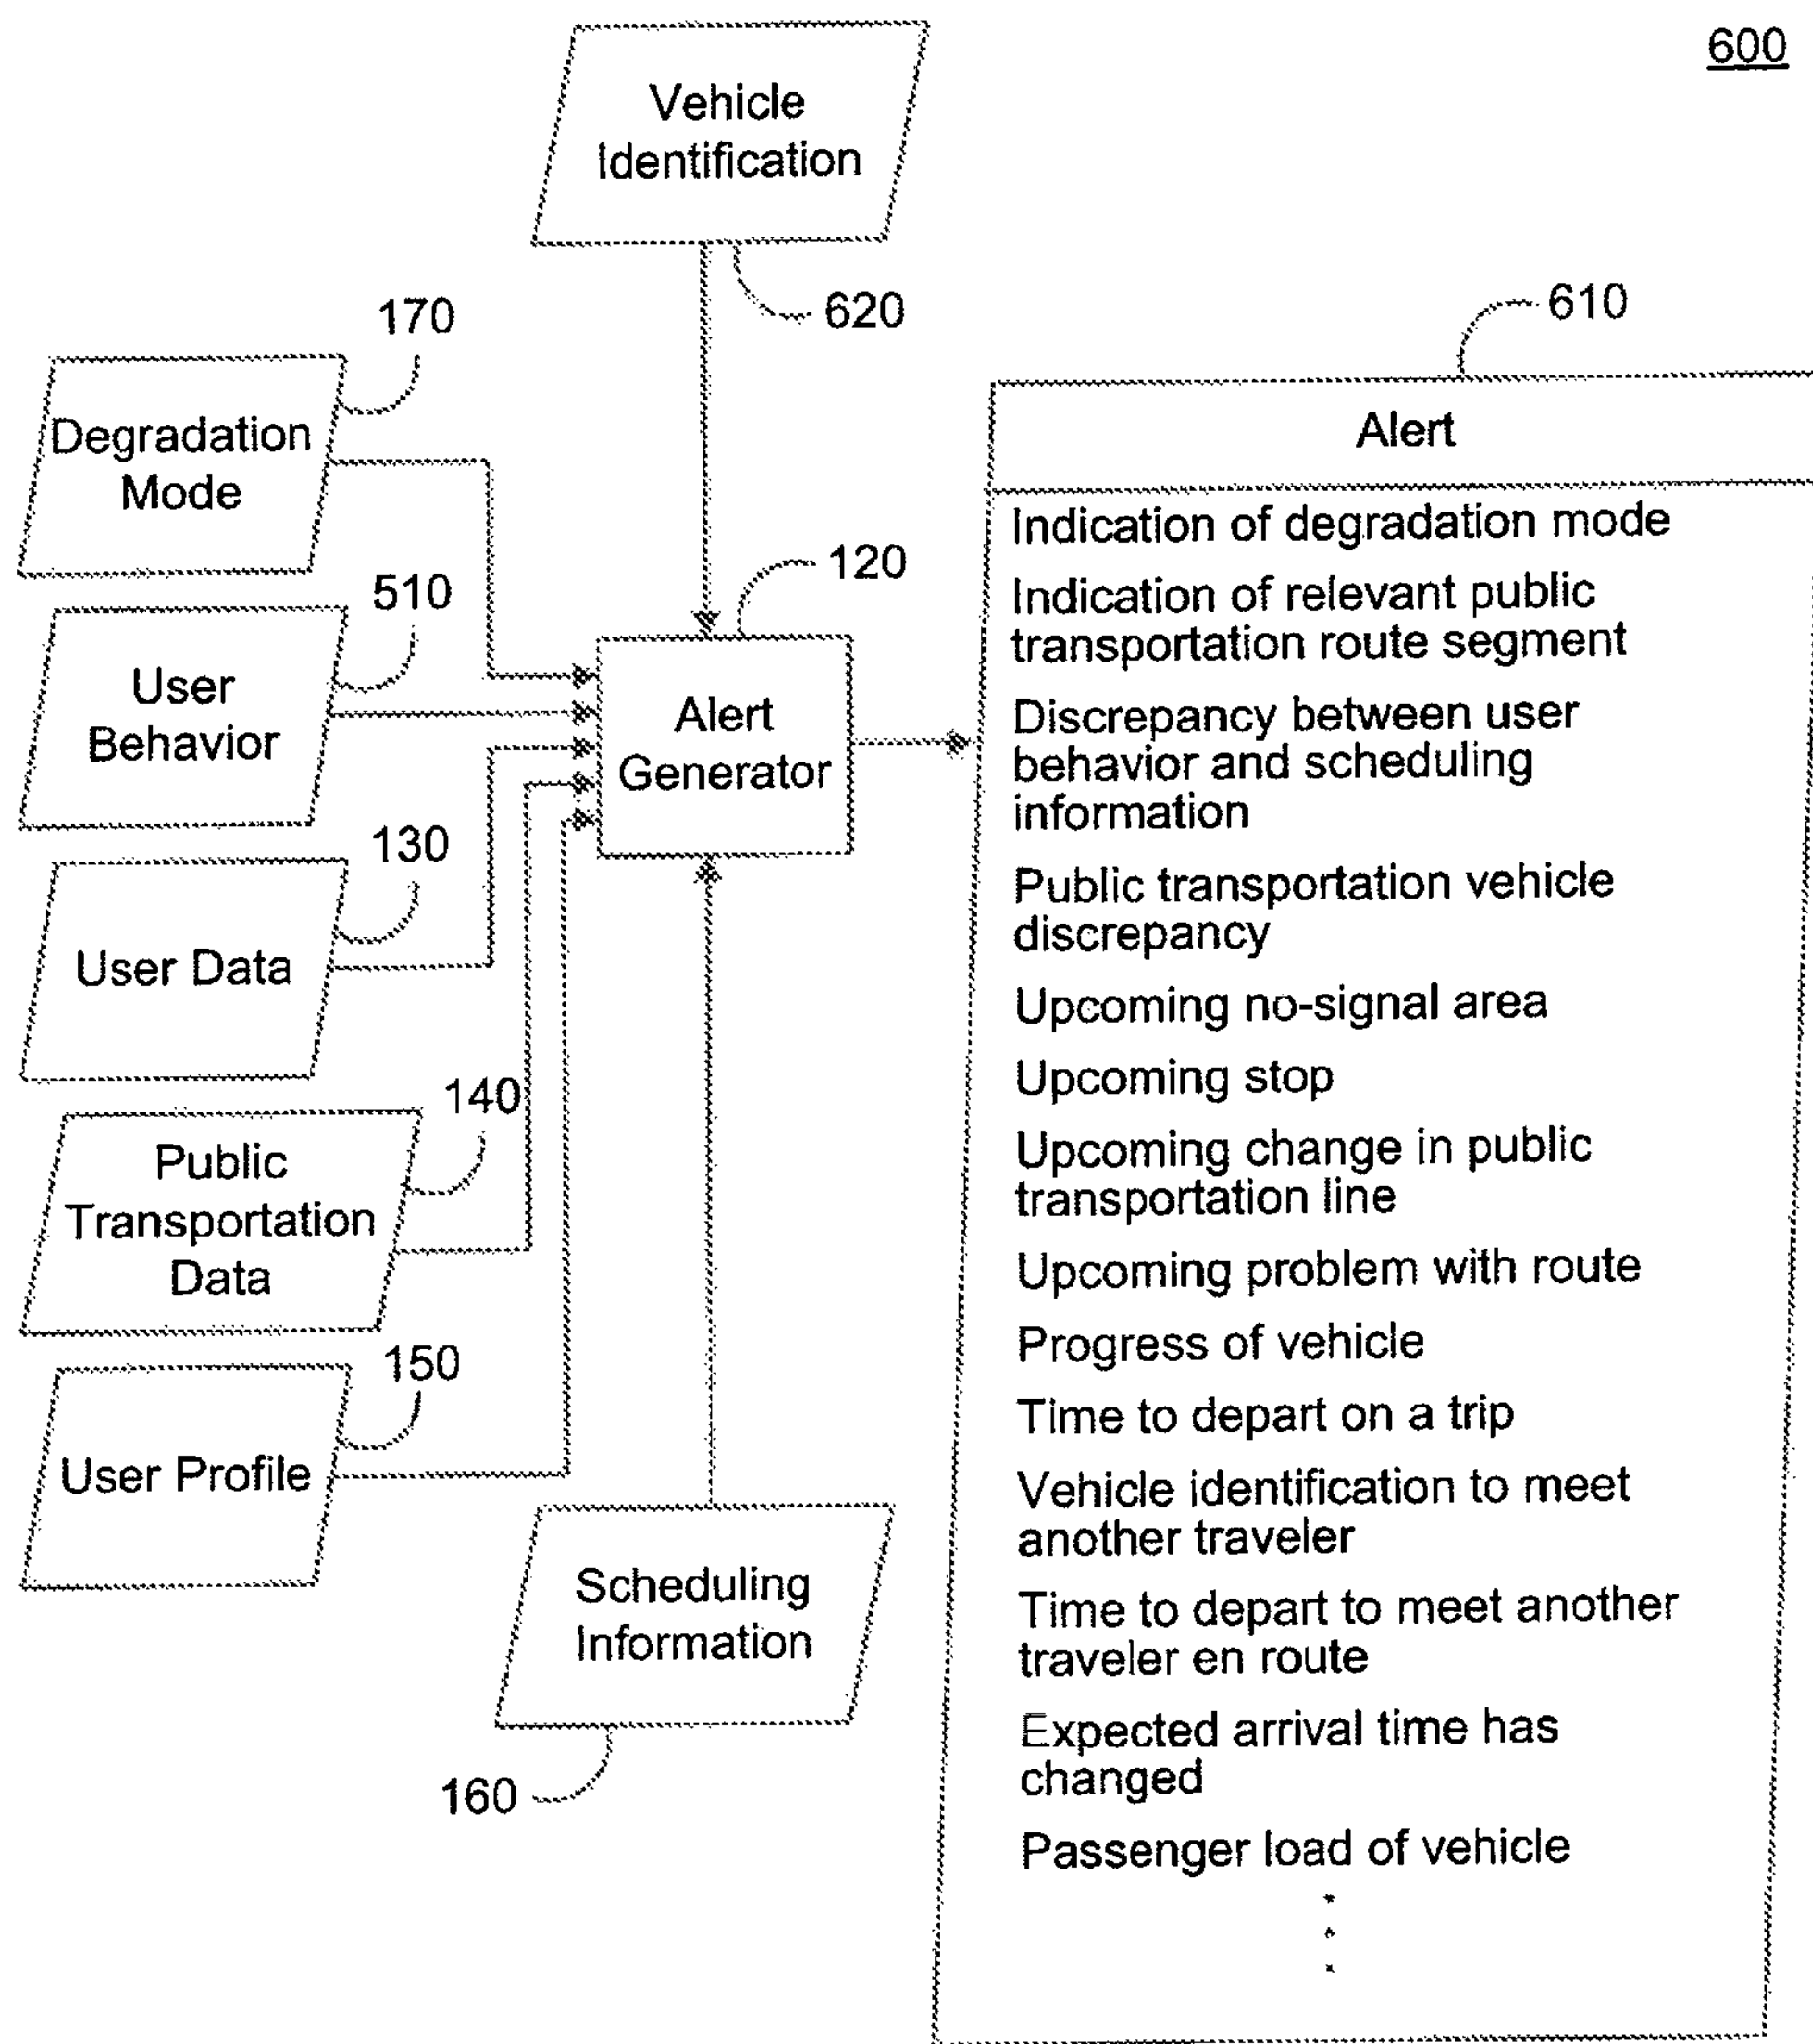 600
Vehicle
Identification
620
170
Degradation
Mode
510
User
Behavior
130
User Data
140
Public
Transportation
Data
150
User Profile
120
Alert
Generator
Scheduling
Information
160
610
Alert
Indication of degradation mode
Indication of relevant public
transportation route segment
Discrepancy between user
behavior and scheduling
information
Public transportation vehicle
discrepancy
Upcoming no-signal area
Upcoming stop
Upcoming change in public
transportation line
Upcoming problem with route
Progress of vehicle
Time to depart on a trip
Vehicle identification to meet
another traveler
Time to depart to meet another
traveler en route
Expected arrival time has
changed
Passenger load of vehicle